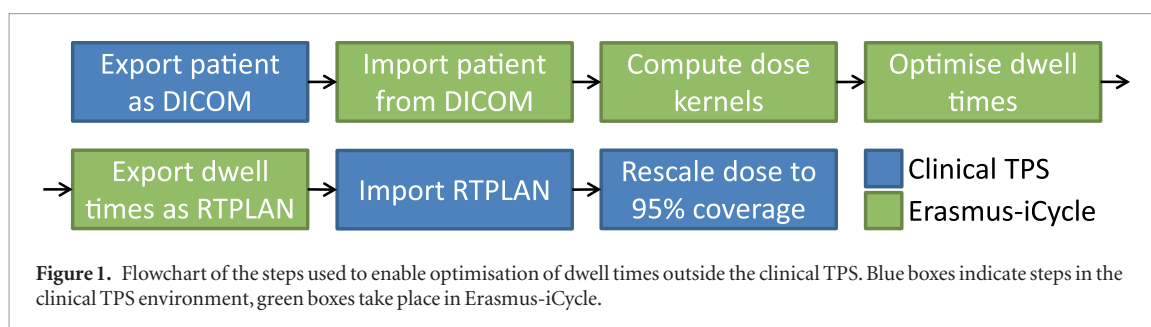 Export patient
as DICOM
Import patient
from DICOM
Compute dose
kernels
Optimise dwell
times
Export dwell
times as RTPLAN
Import RTPLAN
Rescale dose to
95% coverage
Clinical TPS
Erasmus-iCycle
Figure 1. Flowchart of the steps used to enable optimisation of dwell times outside the clinical TPS. Blue boxes indicate steps in the
clinical TPS environment, green boxes take place in Erasmus-iCycle.